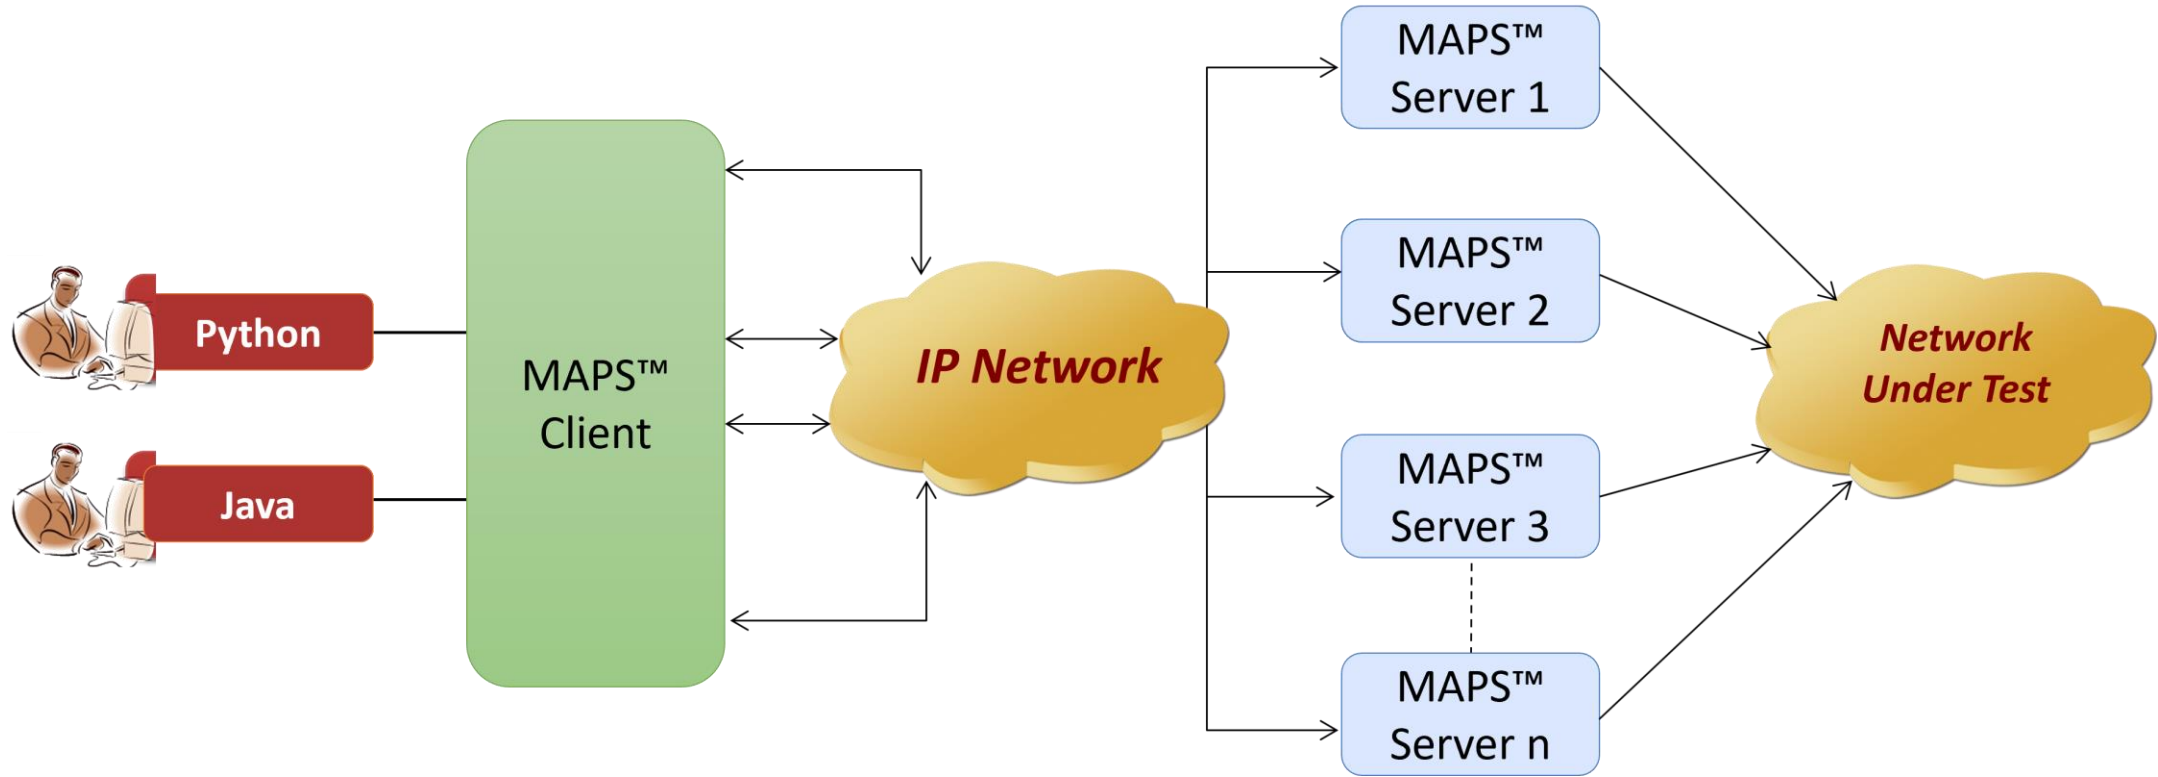 Python
Java
MAPS™
Client
IP Network
MAPS™
Server 1
MAPS™
Server 2
MAPS™
Server 3
MAPS™
Server n
Network
Under Test